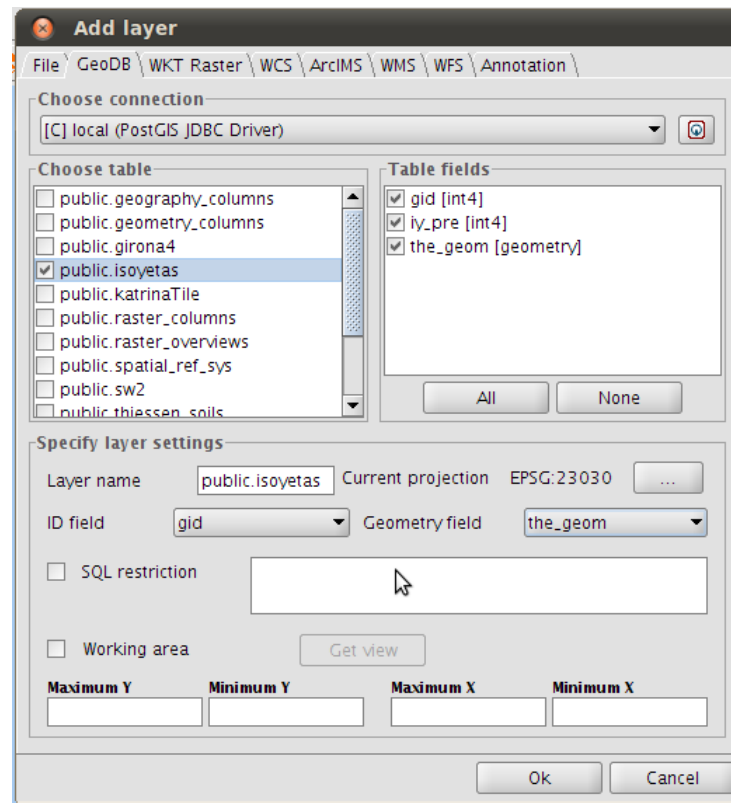 Add layer
File GeoDB WKT Raster WCS ArcIMS WMS WFS Annotation
Choose connection
[C] local (PostGIS JDBC Driver)
Choose table
public.geography_columns
public.geometry_columns
public.girona4
public.isoyetas
public.katrinaTile
public.raster_columns
public.raster_overviews
public.spatial_ref_sys
public.sw2
public.thiessen_soils
Table fields
gid [int4]
iy_pre [int4]
the_geom [geometry]
All None
Specify layer settings
Layer name public.isoyetas Current projection EPSG:23030 ...
ID field gid Geometry field the_geom
SQL restriction
Working area Get view
Maximum Y Minimum Y Maximum X Minimum X
Ok Cancel